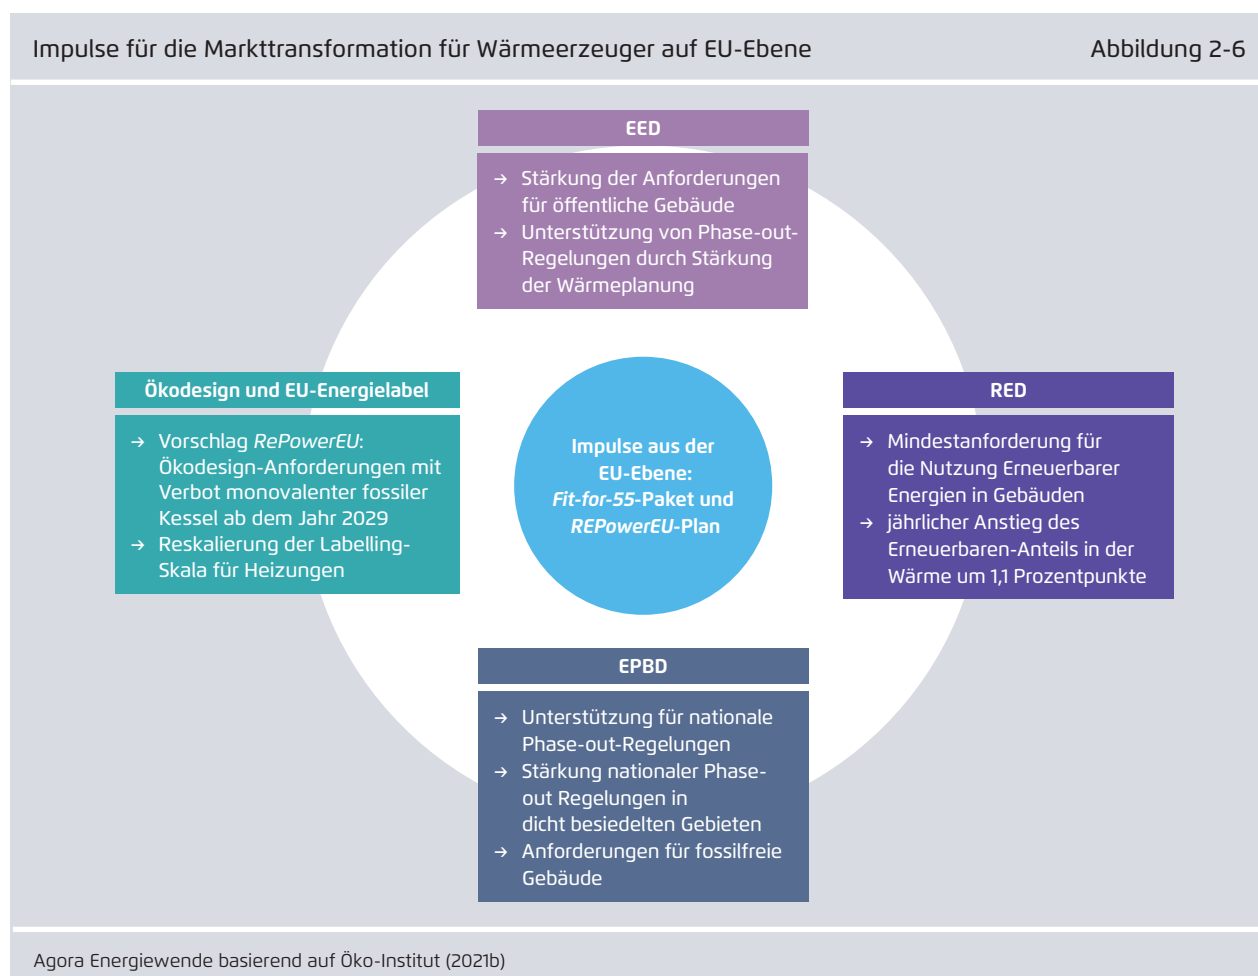 Impulse für die Markttransformation für Wärmeerzeuger auf EU-Ebene
Abbildung 2-6
EED
→ Stärkung der Anforderungen
für öffentliche Gebäude
→ Unterstützung von Phase-out-
Regelungen durch Stärkung
der Wärmeplanung
Ökodesign und EU-Energielabel
→ Vorschlag RePowerEU:
Ökodesign-Anforderungen mit
Verbot monovalenter fossiler
Kessel ab dem Jahr 2029
→ Reskalierung der Labelling-
Skala für Heizungen
Impulse aus der
EU-Ebene:
Fit-for-55-Paket und
REPowerEU-Plan
RED
→ Mindestanforderung für
die Nutzung Erneuerbarer
Energien in Gebäuden
→ jährlicher Anstieg des
Erneuerbaren-Anteils in der
Wärme um 1,1 Prozentpunkte
EPBD
→ Unterstützung für nationale
Phase-out-Regelungen
→ Stärkung nationaler Phase-
out Regelungen in
dicht besiedelten Gebieten
→ Anforderungen für fossilfreie
Gebäude
Agora Energiewende basierend auf Öko-Institut (2021b)